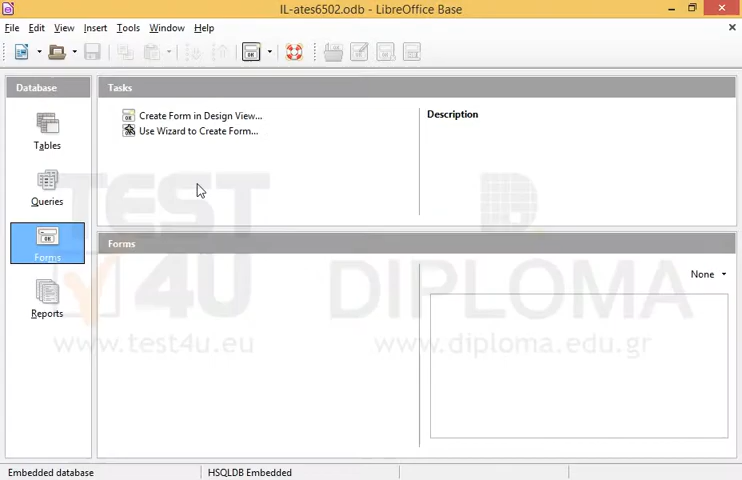 IL-ates6502.odb - LibreOffice Base
File Edit View Insert Tools Window Help
Database
Tasks
Tables
Queries
Forms
Reports
Create Form in Design View...
Use Wizard to Create Form...
Description
Forms
None
TEST
4U
DIPLOMA
www.test4u.eu
www.diploma.edu.gr
Embedded database
HSQLDB Embedded